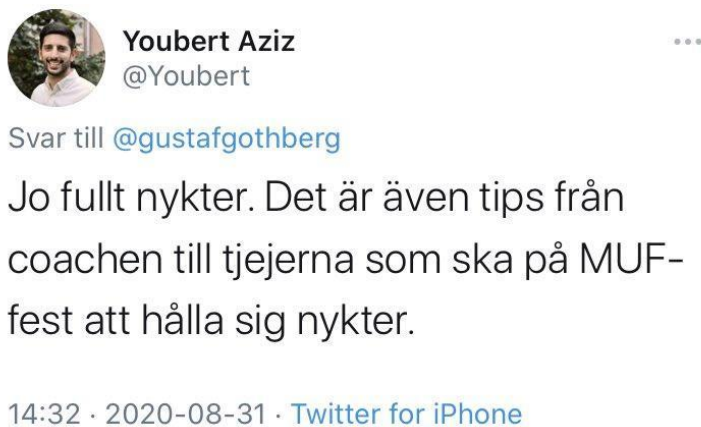 Youbert Aziz
@Youbert
Svar till @gustafgothberg
Jo fullt nykter. Det är även tips från
coachen till tjejerna som ska på MUF-
fest att hålla sig nykter.
14:32 · 2020-08-31 · Twitter for iPhone